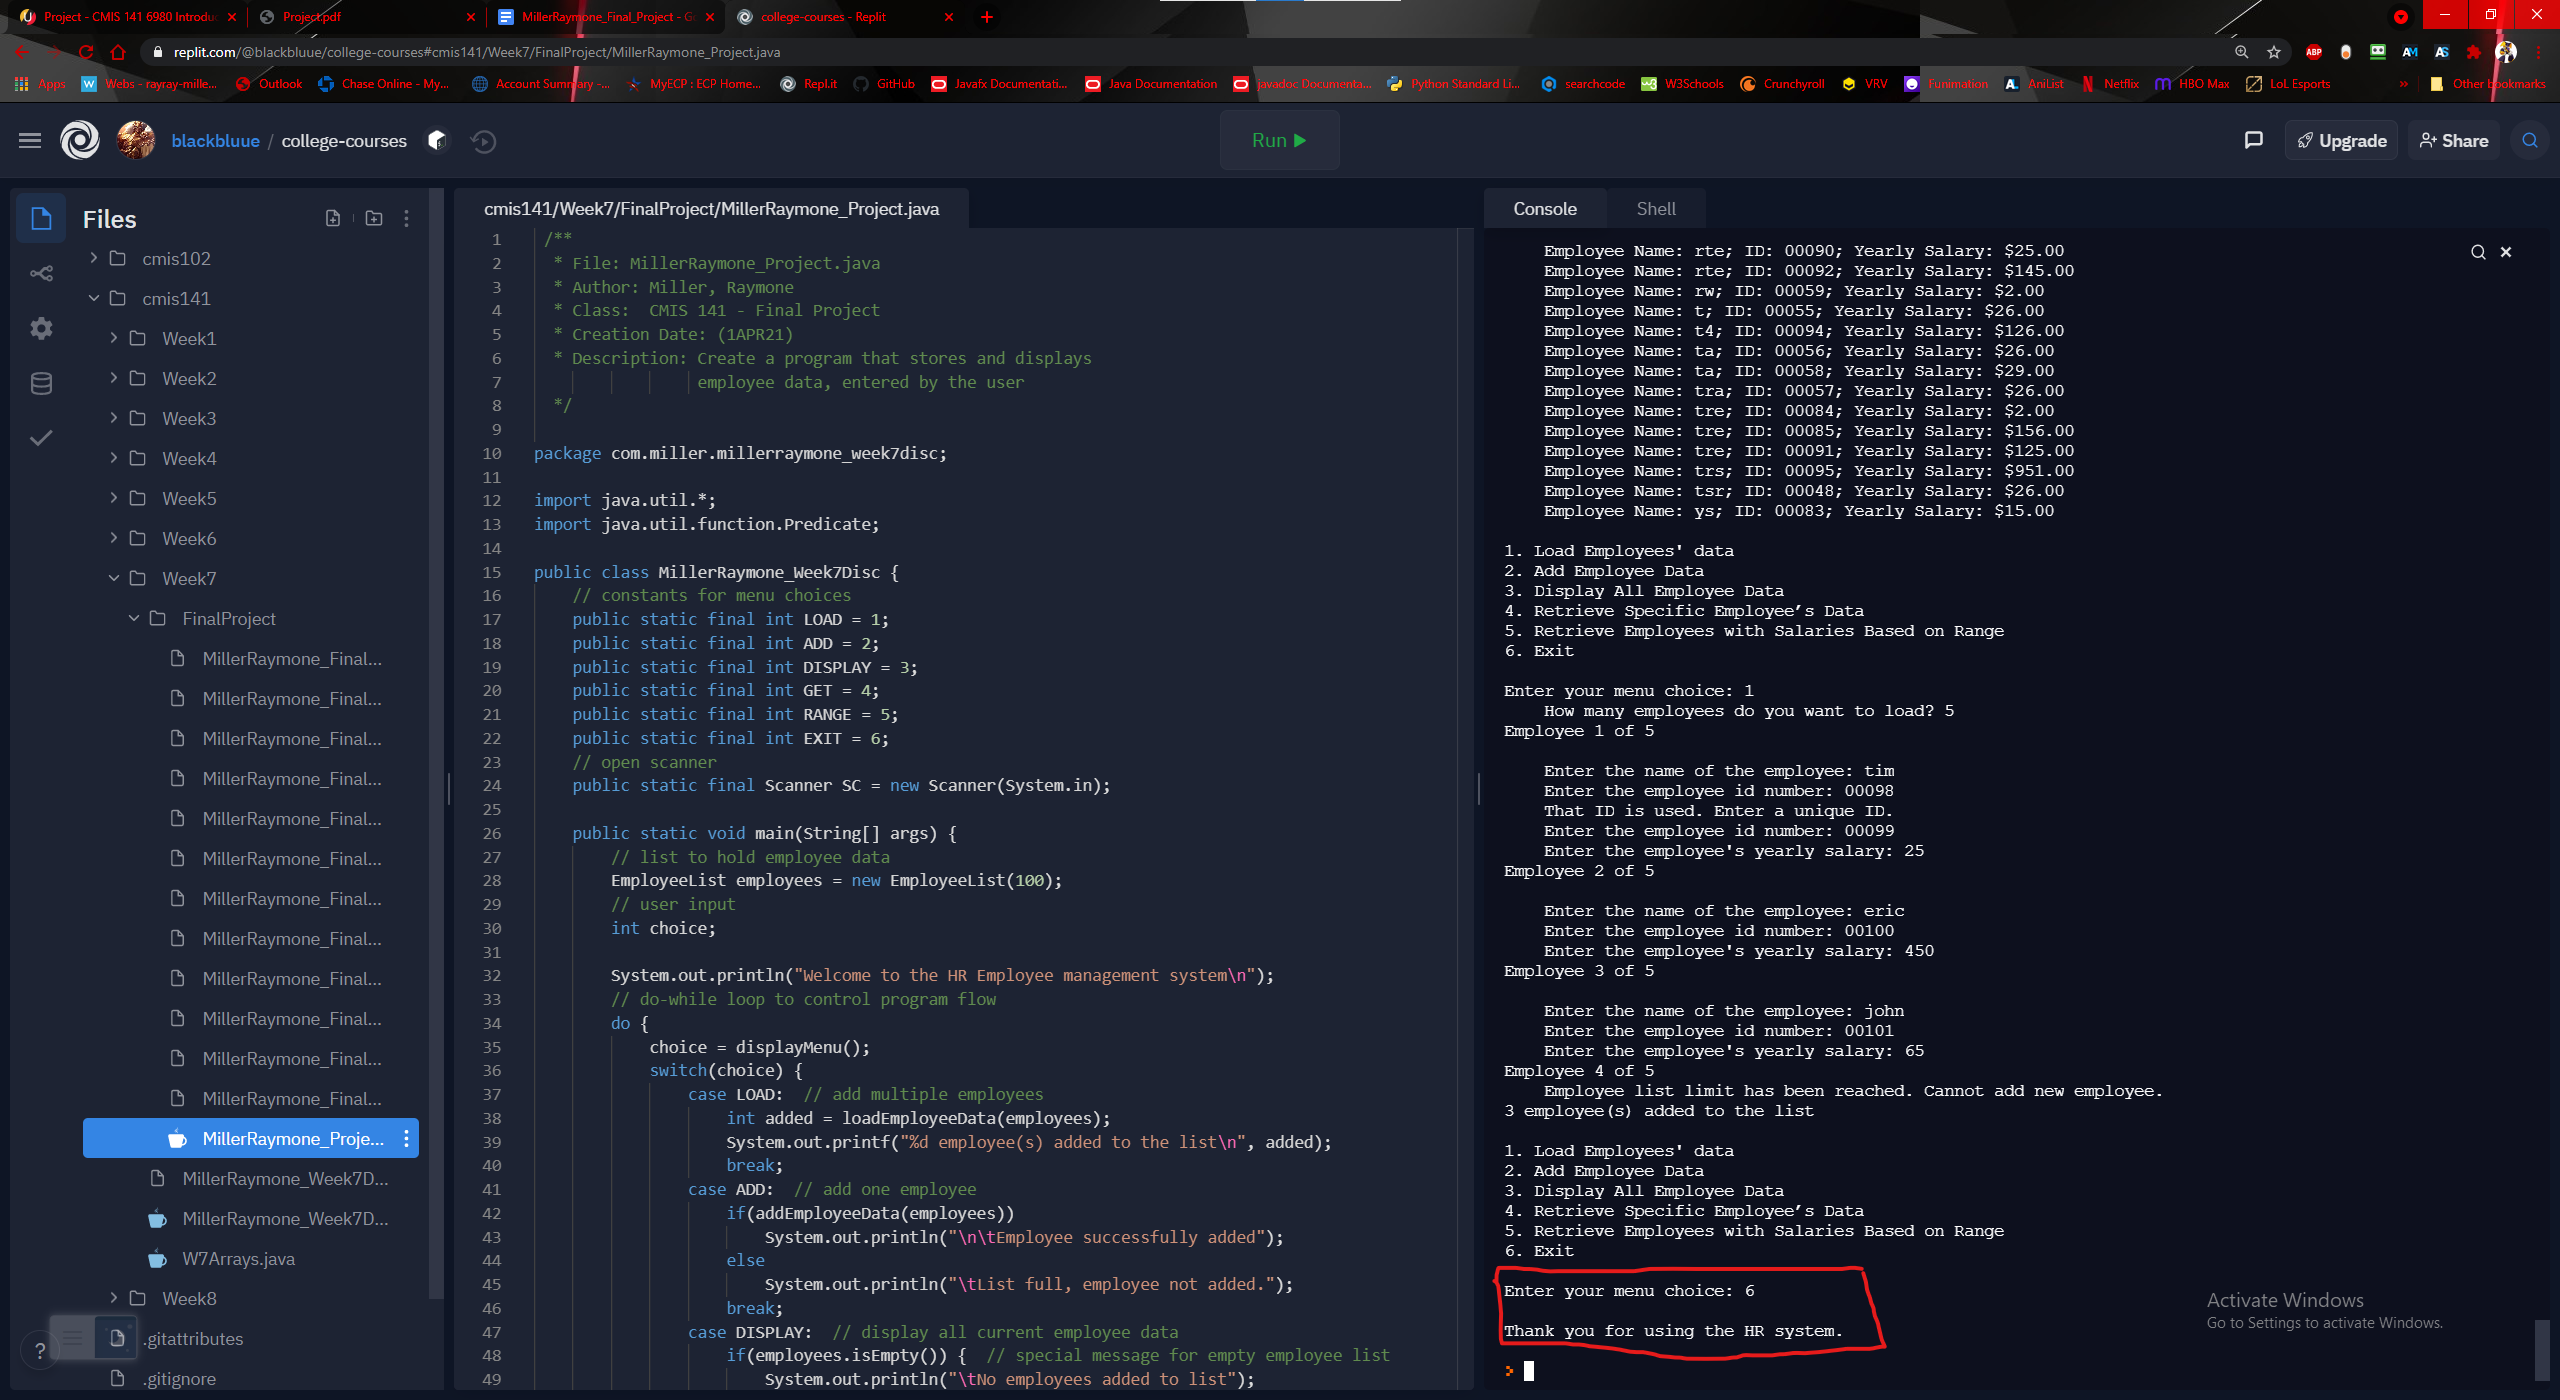 Project - CMIS 141 6980 Introduc
Project.pdf
MillerRaymone_Final_Project - G
college-courses - Replit
replit.com/@blackbluue/college-courses#cmis141/Week7/FinalProject/MillerRaymone_Project.java
ABP
AM
AS
Apps
Webs - rayray-mille...
Outlook
Chase Online - My...
Account Summary -...
MyECP : ECP Home...
RepLit
GitHub
Javafx Documentati...
Java Documentation
javadoc Documenta...
Python Standard Li...
searchcode
W3Schools
Crunchyroll
VRV
Funimation
AniList
Netflix
HBO Max
LoL Esports
»
Other bookmarks
blackbluue / college-courses
Run
Upgrade
Share
Files
cmis102
cmis141
Week1
Week2
Week3
Week4
Week5
Week6
Week7
FinalProject
MillerRaymone_Final...
MillerRaymone_Final...
MillerRaymone_Final...
MillerRaymone_Final...
MillerRaymone_Final...
MillerRaymone_Final...
MillerRaymone_Final...
MillerRaymone_Final...
MillerRaymone_Final...
MillerRaymone_Final...
MillerRaymone_Final...
MillerRaymone_Final...
MillerRaymone_Proje...
MillerRaymone_Week7D...
MillerRaymone_Week7D...
W7Arrays.java
Week8
.gitattributes
.gitignore
?
cmis141/Week7/FinalProject/MillerRaymone_Project.java
1 /**
2 * File: MillerRaymone_Project.java
3 * Author: Miller, Raymone
4 * Class:  CMIS 141 - Final Project
5 * Creation Date: (1APR21)
6 * Description: Create a program that stores and displays
7 employee data, entered by the user
8 */
9
10 package com.miller.millerraymone_week7disc;
11
12 import java.util.*;
13 import java.util.function.Predicate;
14
15 public class MillerRaymone_Week7Disc {
16 // constants for menu choices
17 public static final int LOAD = 1;
18 public static final int ADD = 2;
19 public static final int DISPLAY = 3;
20 public static final int GET = 4;
21 public static final int RANGE = 5;
22 public static final int EXIT = 6;
23 // open scanner
24 public static final Scanner SC = new Scanner(System.in);
25
26 public static void main(String[] args) {
27 // list to hold employee data
28 EmployeeList employees = new EmployeeList(100);
29 // user input
30 int choice;
31
32 System.out.println("Welcome to the HR Employee management system\n");
33 // do-while loop to control program flow
34 do {
35 choice = displayMenu();
36 switch(choice) {
37 case LOAD:  // add multiple employees
38 int added = loadEmployeeData(employees);
39 System.out.printf("%d employee(s) added to the list\n", added);
40 break;
41 case ADD:  // add one employee
42 if(addEmployeeData(employees))
43 System.out.println("\n\tEmployee successfully added");
44 else
45 System.out.println("\tList full, employee not added.");
46 break;
47 case DISPLAY:  // display all current employee data
48 if(employees.isEmpty()) {  // special message for empty employee list
49 System.out.println("\tNo employees added to list");
Console
Shell
Employee Name: rte; ID: 00090; Yearly Salary: $25.00
Employee Name: rte; ID: 00092; Yearly Salary: $145.00
Employee Name: rw; ID: 00059; Yearly Salary: $2.00
Employee Name: t; ID: 00055; Yearly Salary: $26.00
Employee Name: t4; ID: 00094; Yearly Salary: $126.00
Employee Name: ta; ID: 00056; Yearly Salary: $26.00
Employee Name: ta; ID: 00058; Yearly Salary: $29.00
Employee Name: tra; ID: 00057; Yearly Salary: $26.00
Employee Name: tre; ID: 00084; Yearly Salary: $2.00
Employee Name: tre; ID: 00085; Yearly Salary: $156.00
Employee Name: tre; ID: 00091; Yearly Salary: $125.00
Employee Name: trs; ID: 00095; Yearly Salary: $951.00
Employee Name: tsr; ID: 00048; Yearly Salary: $26.00
Employee Name: ys; ID: 00083; Yearly Salary: $15.00
1. Load Employees' data
2. Add Employee Data
3. Display All Employee Data
4. Retrieve Specific Employee’s Data
5. Retrieve Employees with Salaries Based on Range
6. Exit
Enter your menu choice: 1
How many employees do you want to load? 5
Employee 1 of 5
Enter the name of the employee: tim
Enter the employee id number: 00098
That ID is used. Enter a unique ID.
Enter the employee id number: 00099
Enter the employee's yearly salary: 25
Employee 2 of 5
Enter the name of the employee: eric
Enter the employee id number: 00100
Enter the employee's yearly salary: 450
Employee 3 of 5
Enter the name of the employee: john
Enter the employee id number: 00101
Enter the employee's yearly salary: 65
Employee 4 of 5
Employee list limit has been reached. Cannot add new employee.
3 employee(s) added to the list
1. Load Employees' data
2. Add Employee Data
3. Display All Employee Data
4. Retrieve Specific Employee’s Data
5. Retrieve Employees with Salaries Based on Range
6. Exit
Enter your menu choice: 6
Thank you for using the HR system.
Activate Windows
Go to Settings to activate Windows.